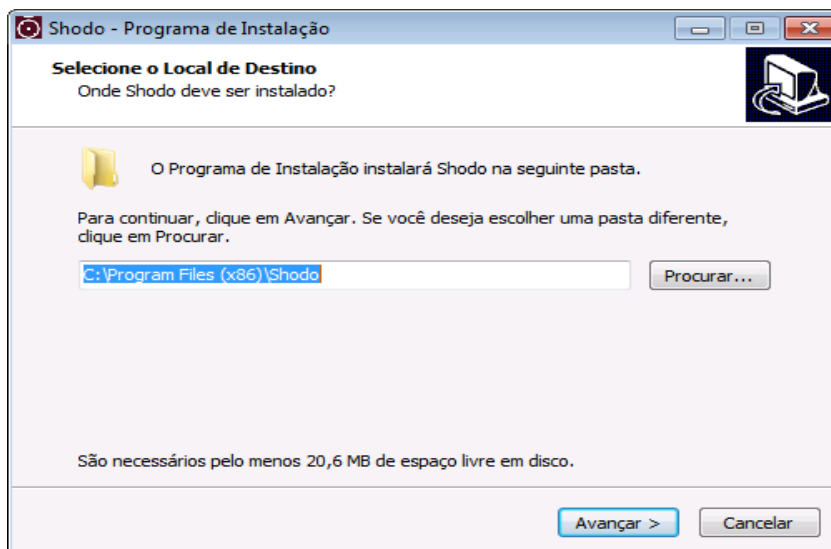 Shodo - Programa de Instalação
Selecione o Local de Destino
Onde Shodo deve ser instalado?
O Programa de Instalação instalará Shodo na seguinte pasta.
Para continuar, clique em Avançar. Se você deseja escolher uma pasta diferente,
clique em Procurar.
C:\Program Files (x86)\Shodo
Procurar...
São necessários pelo menos 20,6 MB de espaço livre em disco.
Avançar >
Cancelar